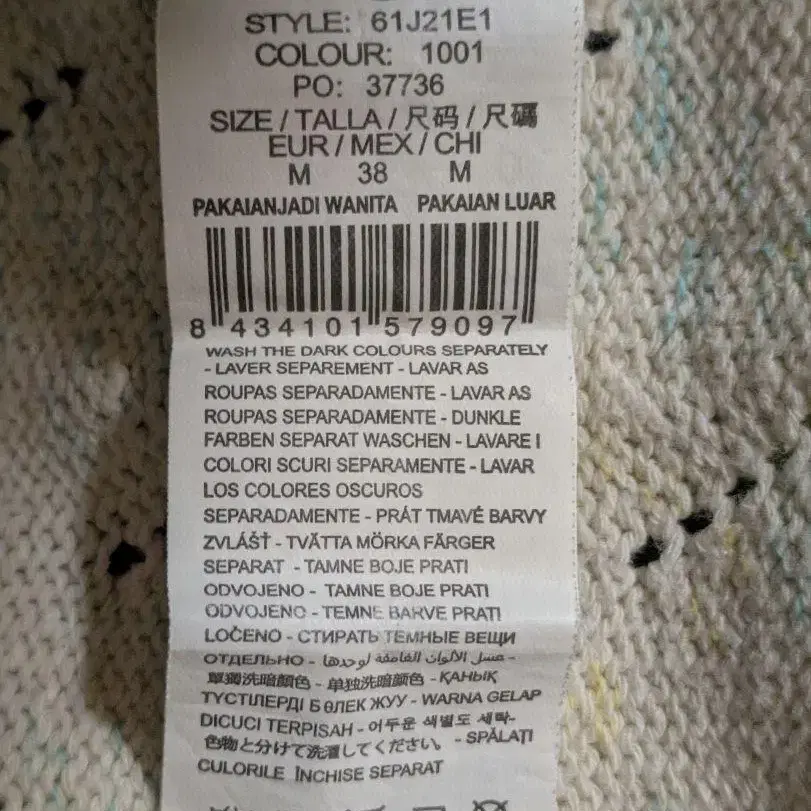 STYLE: 61J21E1
COLOUR: 1001
PO: 37736
SIZE / TALLA / 尺码 / 尺碼
EUR / MEX / CHI
M 38 M
PAKAIANJADI WANITA PAKAIAN LUAR
8 434101 579097
WASH THE DARK COLOURS SEPARATELY
- LAVER SEPAREMENT - LAVAR AS
ROUPAS SEPARADAMENTE - LAVAR AS
ROUPAS SEPARADAMENTE - DUNKLE
FARBEN SEPARAT WASCHEN - LAVARE I
COLORI SCURI SEPARAMENTE - LAVAR
LOS COLORES OSCUROS
SEPARADAMENTE - PRÁT TMAVÉ BARVY
ZVLÁŠŤ - TVÄTTA MÖRKA FÄRGER
SEPARAT - TAMNE BOJE PRATI
ODVOJENO - TAMNE BOJE PRATI
ODVOJENO - TEMNE BARVE PRATI
LOČENO - СТИРАТЬ ТЕМНЫЕ ВЕЩИ
ОТДЕЛЬНО - غسل الألوان الغامقة لوحدها -
單獨洗暗顏色 - 单独洗暗颜色 - ҚАНЫҚ
ТҮСТІЛЕРДІ БӨЛЕК ЖУУ - WARNA GELAP
DICUCI TERPISAH - 어두운 색별도 세탁-
色物と分けて洗濯してください。 - SPĂLAȚI
CULORILE ÎNCHISE SEPARAT